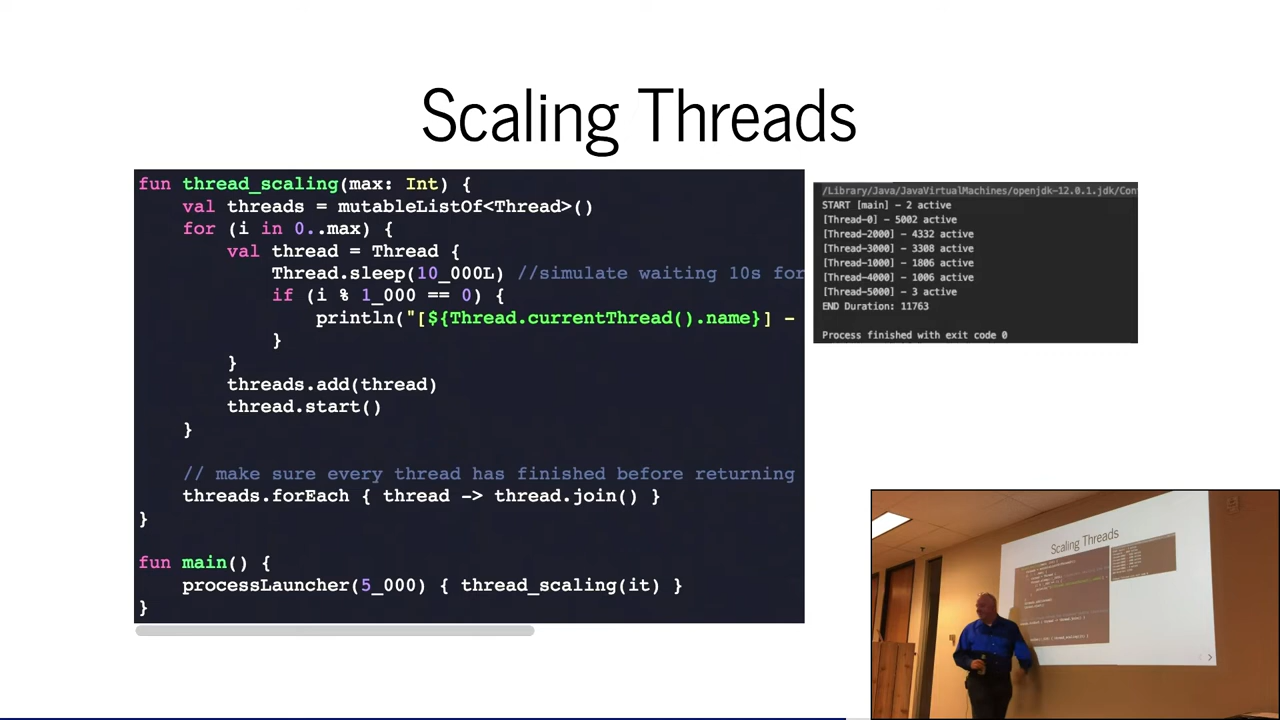 Scaling Threads
fun thread_scaling(max: Int) {
    val threads = mutableListOf<Thread>()
    for (i in 0..max) {
        val thread = Thread {
            Thread.sleep(10_000L) //simulate waiting 10s for
            if (i % 1_000 == 0) {
                println("[${Thread.currentThread().name}] –
            }
        }
        threads.add(thread)
        thread.start()
    }
    // make sure every thread has finished before returning
    threads.forEach { thread -> thread.join() }
}
fun main() {
    processLauncher(5_000) { thread_scaling(it) }
}
/Library/Java/JavaVirtualMachines/openjdk-12.0.1.jdk/Con
START [main] – 2 active
[Thread-0] – 5002 active
[Thread-2000] – 4332 active
[Thread-3000] – 3308 active
[Thread-1000] – 1806 active
[Thread-4000] – 1006 active
[Thread-5000] – 3 active
END Duration: 11763
Process finished with exit code 0
Scaling Threads